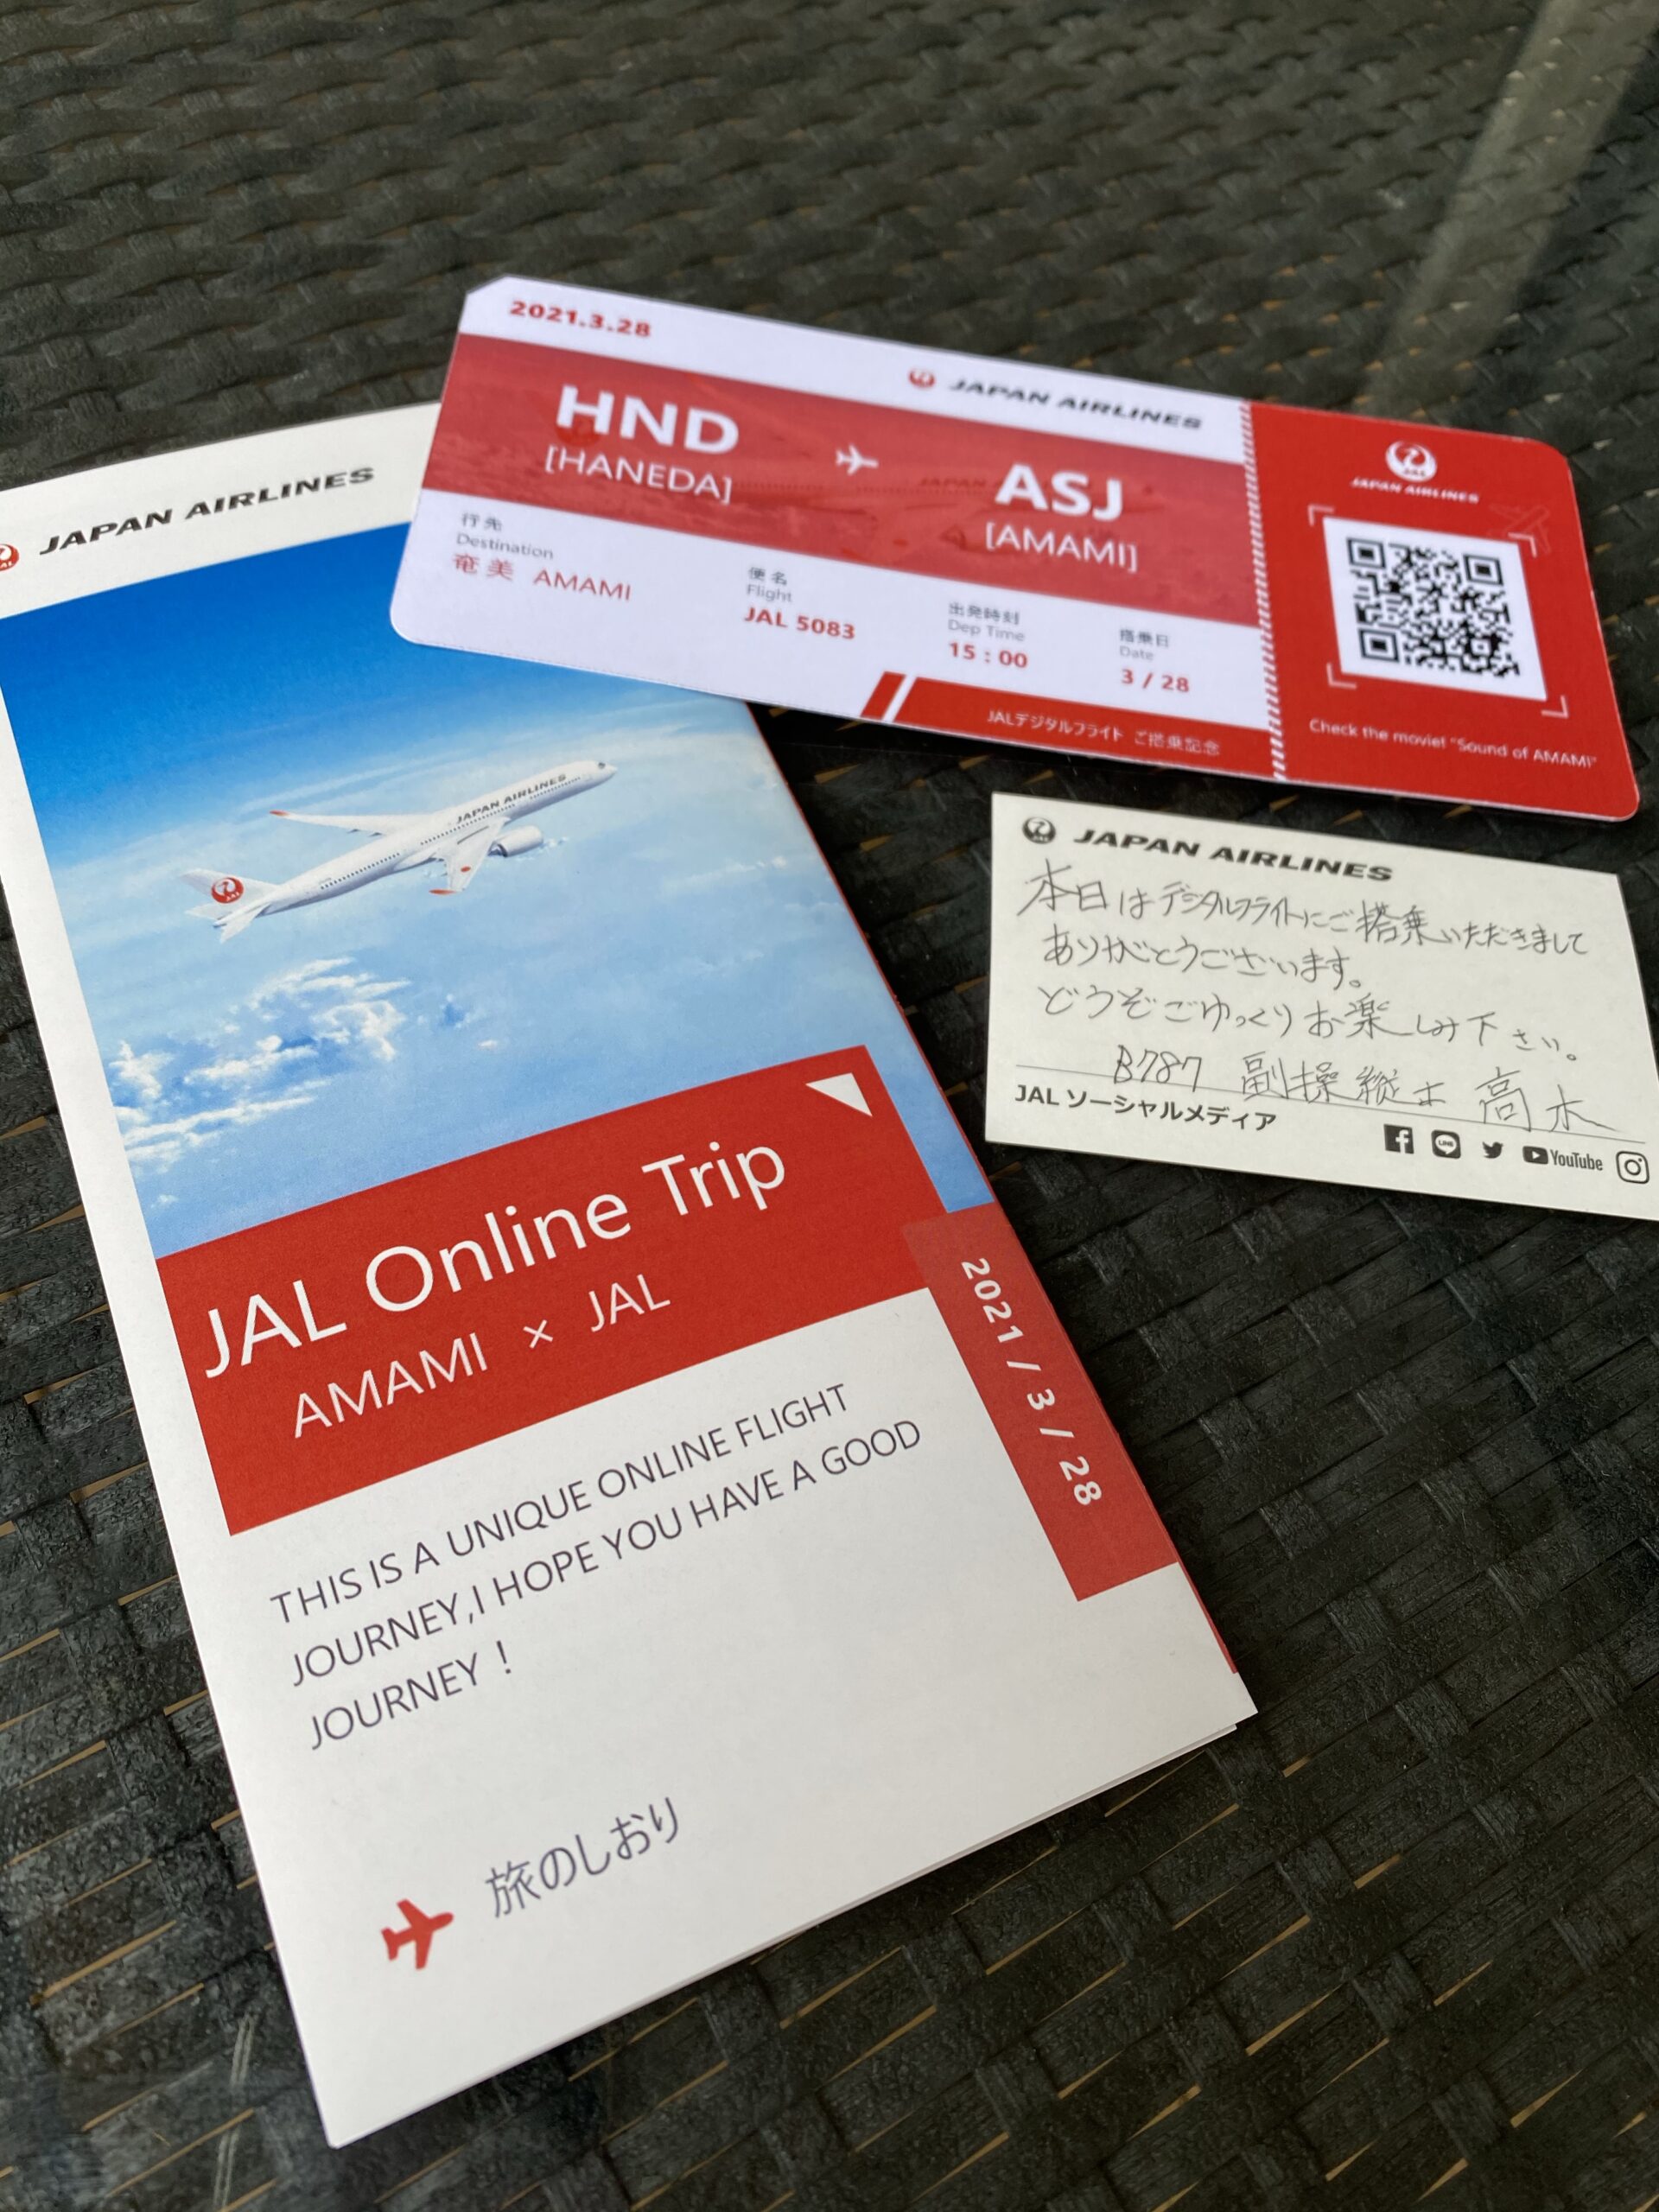 2021.3.28
JAPAN AIRLINES
HND
[HANEDA]
ASJ
[AMAMI]
行先
Destination
奄美 AMAMI
便名
Flight
JAL 5083
出発時刻
Dep Time
15 : 00
搭乗日
Date
3 / 28
JALデジタルフライト ご搭乗記念
JAL
JAPAN AIRLINES
Check the movie! "Sound of AMAMI"
JAL
JAPAN AIRLINES
JAPAN AIRLINES
JAL
JAL Online Trip
AMAMI × JAL
2021 / 3 / 28
THIS IS A UNIQUE ONLINE FLIGHT
JOURNEY,I HOPE YOU HAVE A GOOD
JOURNEY！
旅のしおり
JAL
JAPAN AIRLINES
本日はデジタルフライトにご搭乗いただきまして
ありがとうございます。
どうぞごゆっくりお楽しみ下さい。
B787 副操縦士 高木
JAL ソーシャルメディア
LINE
YouTube